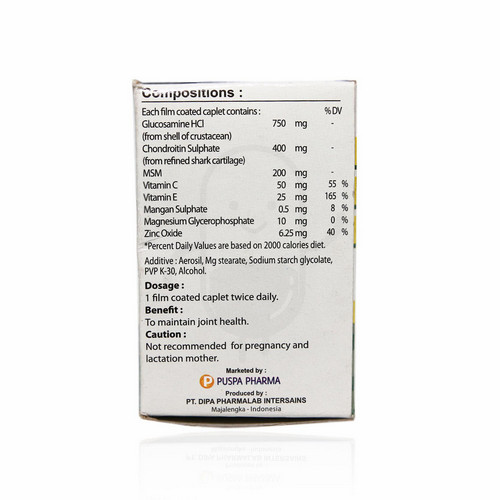 Compositions :
Each film coated caplet contains : % DV
Glucosamine HCl 750 mg -
(from shell of crustacean)
Chondroitin Sulphate 400 mg -
(from refined shark cartilage)
MSM 200 mg -
Vitamin C 50 mg 55 %
Vitamin E 25 mg 165 %
Mangan Sulphate 0.5 mg 8 %
Magnesium Glycerophosphate 10 mg 0 %
Zinc Oxide 6.25 mg 40 %
*Percent Daily Values are based on 2000 calories diet.
Additive : Aerosil, Mg stearate, Sodium starch glycolate,
PVP K-30, Alcohol.
Dosage :
1 film coated caplet twice daily.
Benefit :
To maintain joint health.
Caution :
Not recommended for pregnancy and
lactation mother.
Marketed by :
PUSPA PHARMA
Produced by :
PT. DIPA PHARMALAB INTERSAINS
Majalengka - Indonesia